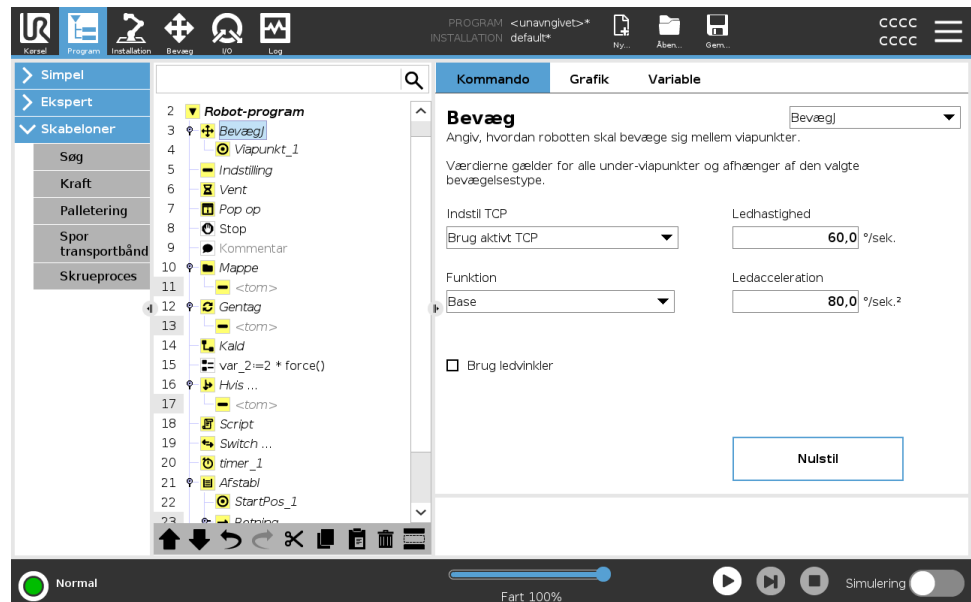 PROGRAM <unavngivet>*
INSTALLATION default*
Kørsel
Program
Installation
Bevæg
I/O
Log
Ny...
Åben...
Gem...
CCCC
CCCC
Simpel
Ekspert
Skabeloner
Søg
Kraft
Palletering
Spor
transportbånd
Skrueproces
2 Robot-program
3 BevægJ
4 Viapunkt_1
5 Indstilling
6 Vent
7 Pop op
8 Stop
9 Kommentar
10 Mappe
11 <tom>
12 Gentag
13 <tom>
14 Kald
15 var_2:=2 * force()
16 Hvis ...
17 <tom>
18 Script
19 Switch ...
20 timer_1
21 Afstabl
22 StartPos_1
23 Retning
Kommando
Grafik
Variable
Bevæg
BevægJ
Angiv, hvordan robotten skal bevæge sig mellem viapunkter.
Værdierne gælder for alle under-viapunkter og afhænger af den valgte
bevægelsestype.
Indstil TCP
Ledhastighed
Brug aktivt TCP
60,0 °/sek.
Funktion
Ledacceleration
Base
80,0 °/sek.²
Brug ledvinkler
Nulstil
Normal
Fart 100%
Simulering